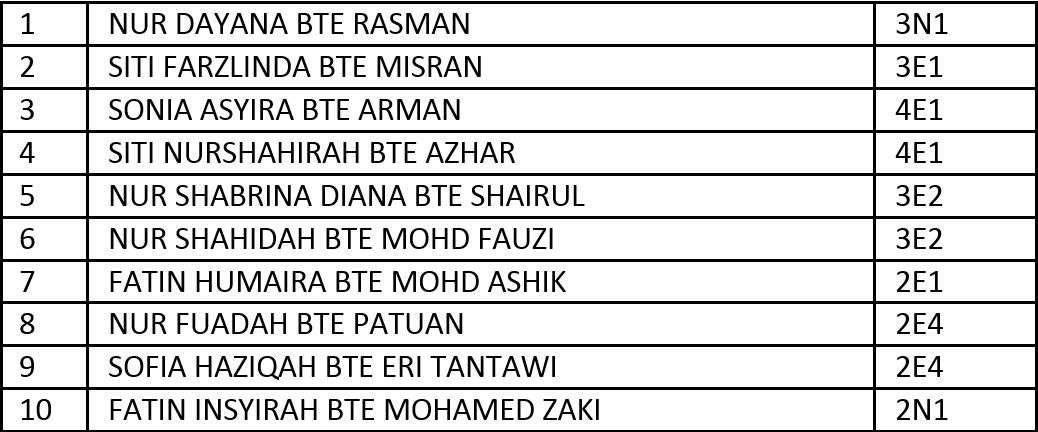 1 NUR DAYANA BTE RASMAN 3N1
2 SITI FARZLINDA BTE MISRAN 3E1
3 SONIA ASYIRA BTE ARMAN 4E1
4 SITI NURSHAHIRAH BTE AZHAR 4E1
5 NUR SHABRINA DIANA BTE SHAIRUL 3E2
6 NUR SHAHIDAH BTE MOHD FAUZI 3E2
7 FATIN HUMAIRA BTE MOHD ASHIK 2E1
8 NUR FUADAH BTE PATUAN 2E4
9 SOFIA HAZIQAH BTE ERI TANTAWI 2E4
10 FATIN INSYIRAH BTE MOHAMED ZAKI 2N1